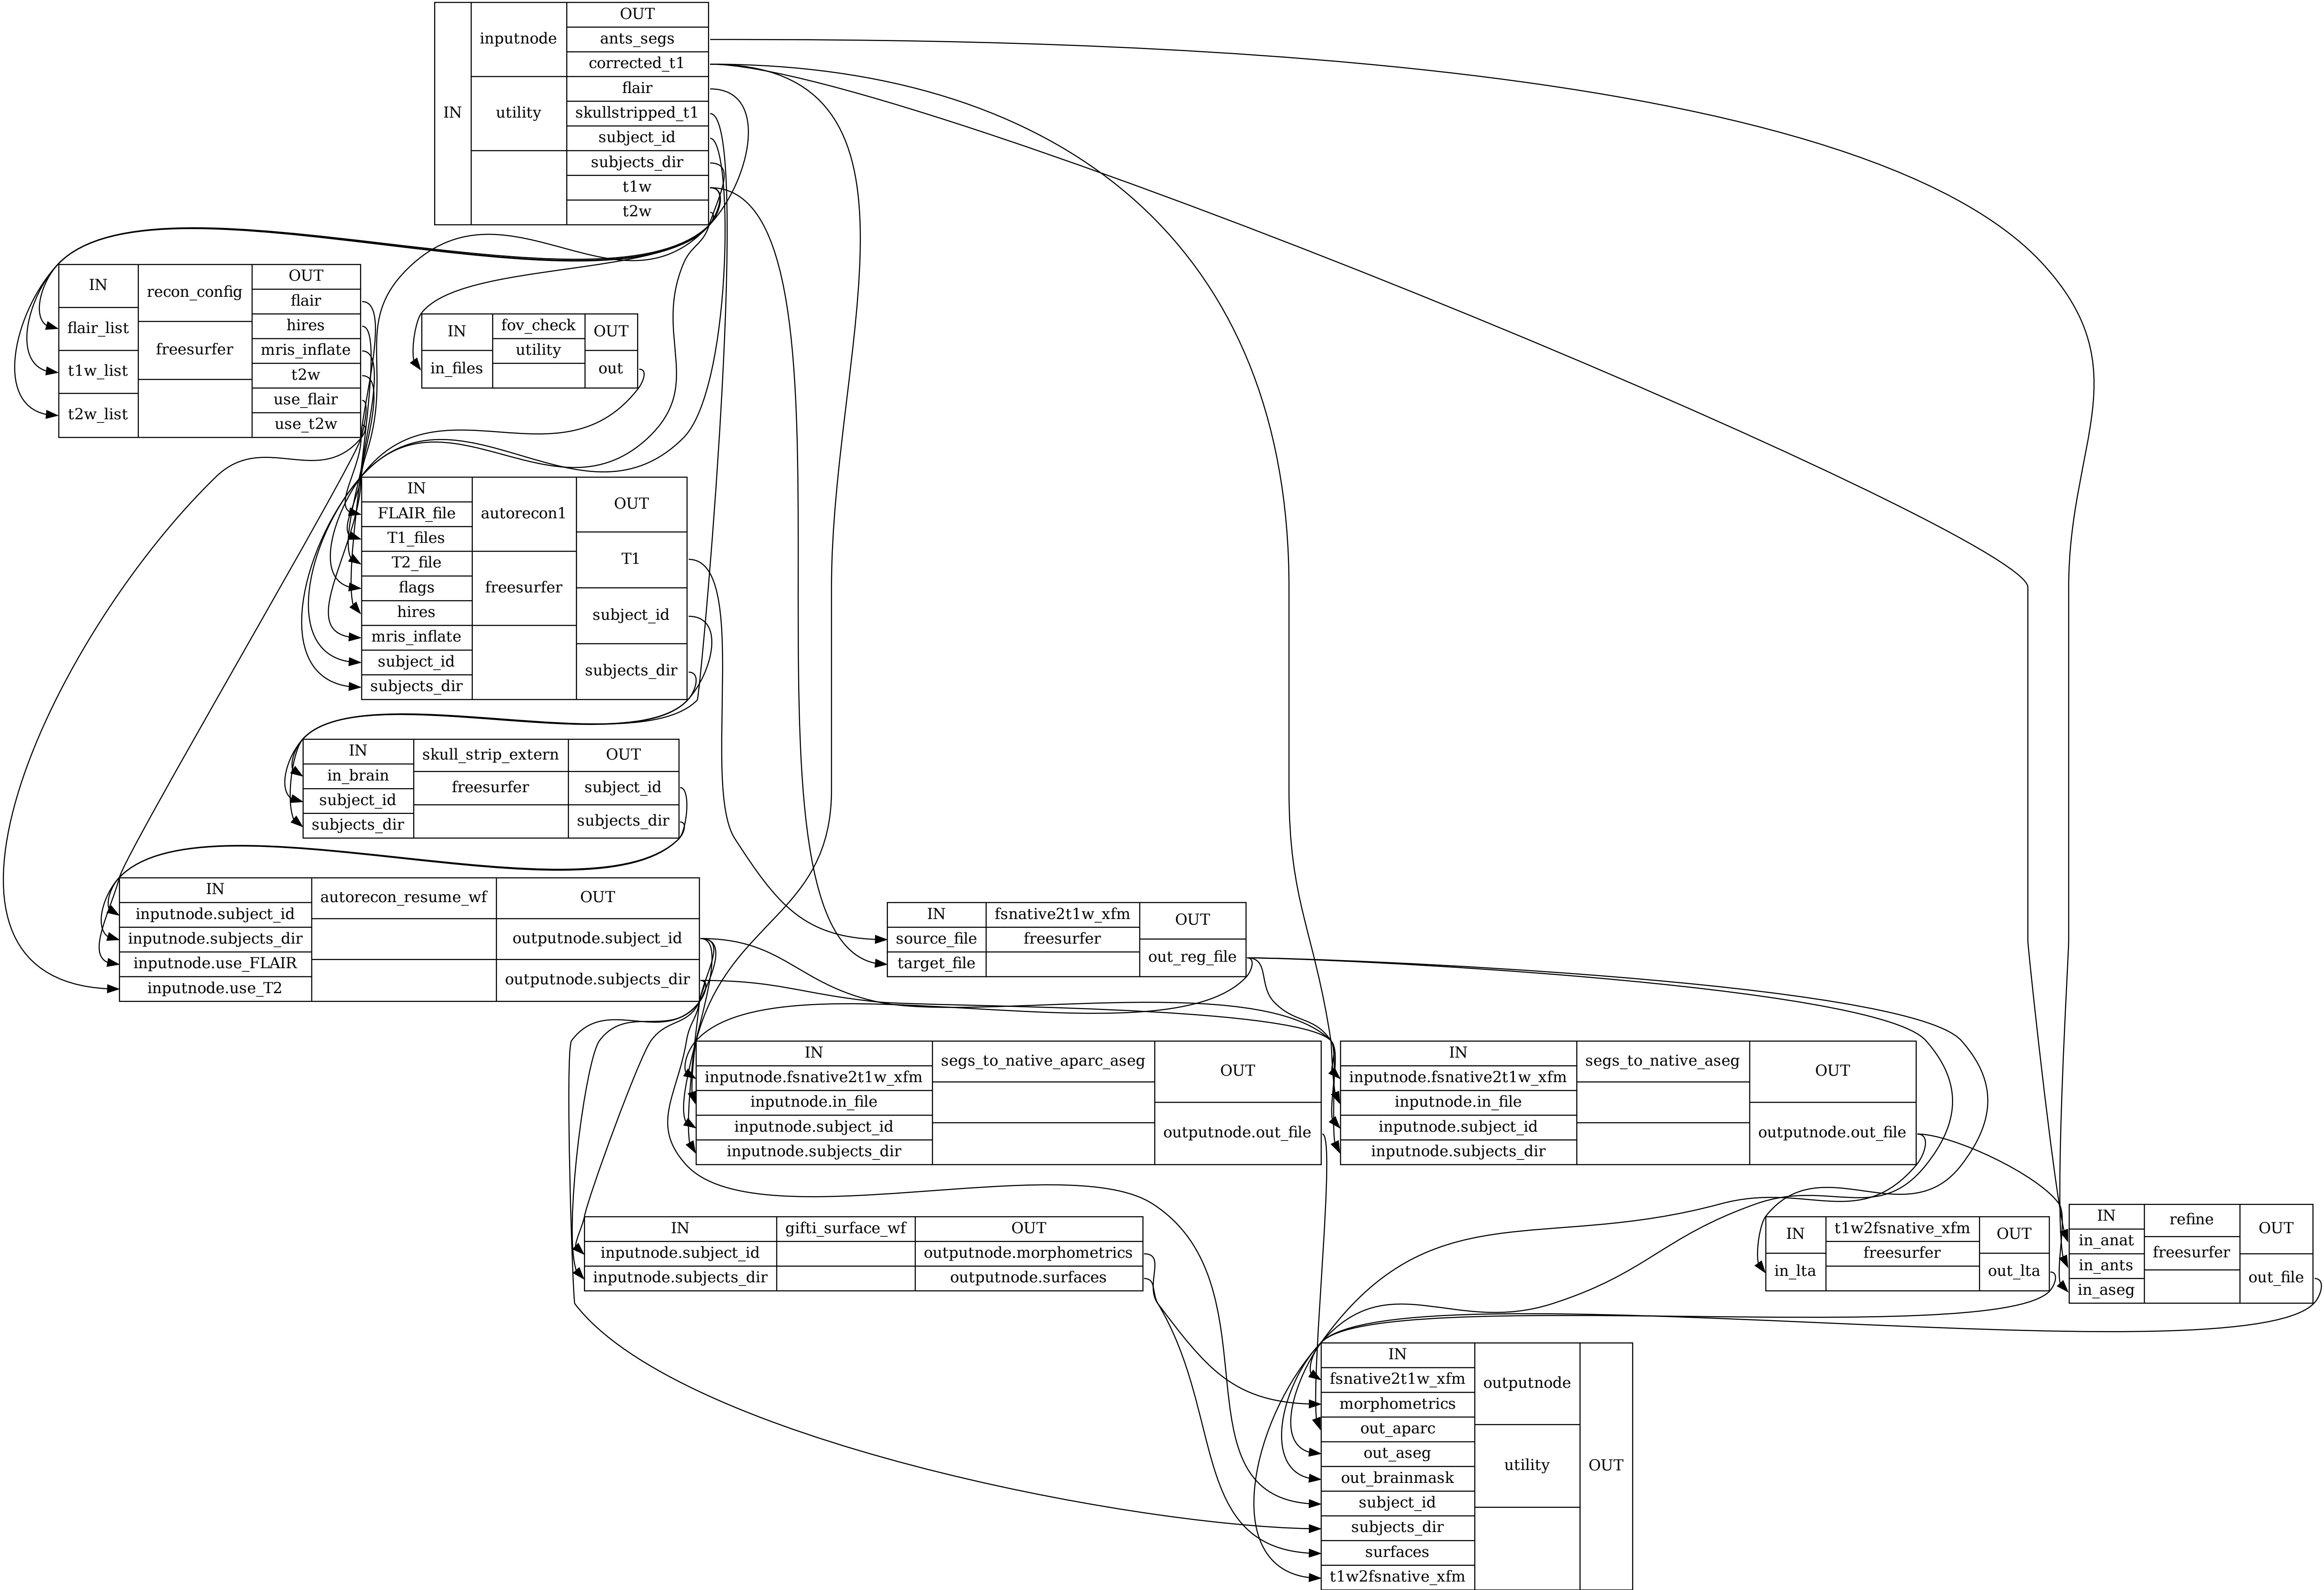 IN
inputnode
utility
OUT
ants_segs
corrected_t1
flair
skullstripped_t1
subject_id
subjects_dir
t1w
t2w
IN
flair_list
t1w_list
t2w_list
recon_config
freesurfer
OUT
flair
hires
mris_inflate
t2w
use_flair
use_t2w
IN
in_files
fov_check
utility
OUT
out
IN
FLAIR_file
T1_files
T2_file
flags
hires
mris_inflate
subject_id
subjects_dir
autorecon1
freesurfer
OUT
T1
subject_id
subjects_dir
IN
in_brain
subject_id
subjects_dir
skull_strip_extern
freesurfer
OUT
subject_id
subjects_dir
IN
inputnode.subject_id
inputnode.subjects_dir
inputnode.use_FLAIR
inputnode.use_T2
autorecon_resume_wf
OUT
outputnode.subject_id
outputnode.subjects_dir
IN
source_file
target_file
fsnative2t1w_xfm
freesurfer
OUT
out_reg_file
IN
inputnode.fsnative2t1w_xfm
inputnode.in_file
inputnode.subject_id
inputnode.subjects_dir
segs_to_native_aparc_aseg
OUT
outputnode.out_file
IN
inputnode.fsnative2t1w_xfm
inputnode.in_file
inputnode.subject_id
inputnode.subjects_dir
segs_to_native_aseg
OUT
outputnode.out_file
IN
inputnode.subject_id
inputnode.subjects_dir
gifti_surface_wf
OUT
outputnode.morphometrics
outputnode.surfaces
IN
in_lta
t1w2fsnative_xfm
freesurfer
OUT
out_lta
IN
in_anat
in_ants
in_aseg
refine
freesurfer
OUT
out_file
IN
fsnative2t1w_xfm
morphometrics
out_aparc
out_aseg
out_brainmask
subject_id
subjects_dir
surfaces
t1w2fsnative_xfm
outputnode
utility
OUT